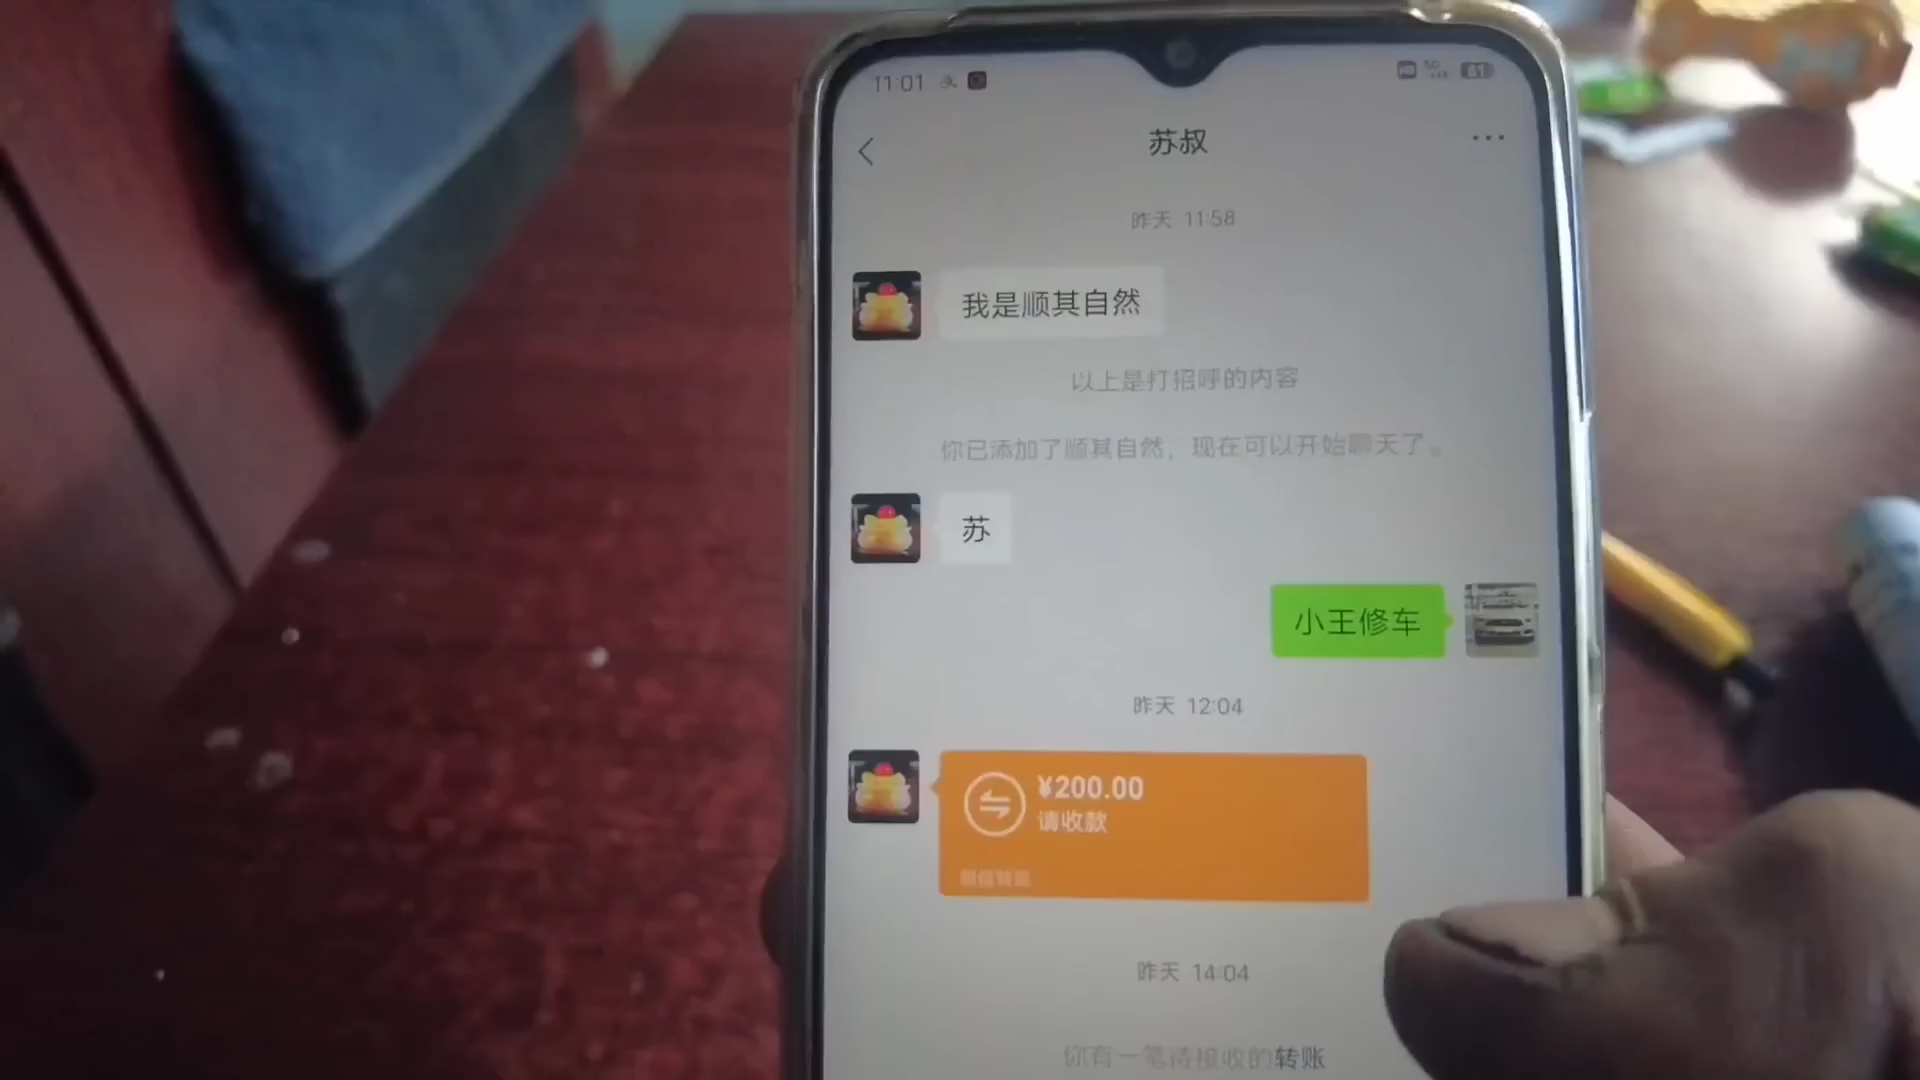 11:01
5G
61
苏叔
昨天 11:58
我是顺其自然
以上是打招呼的内容
你已添加了顺其自然，现在可以开始聊天了。
苏
小王修车
昨天 12:04
¥200.00
请收款
微信转账
昨天 14:04
你有一笔待接收的转账